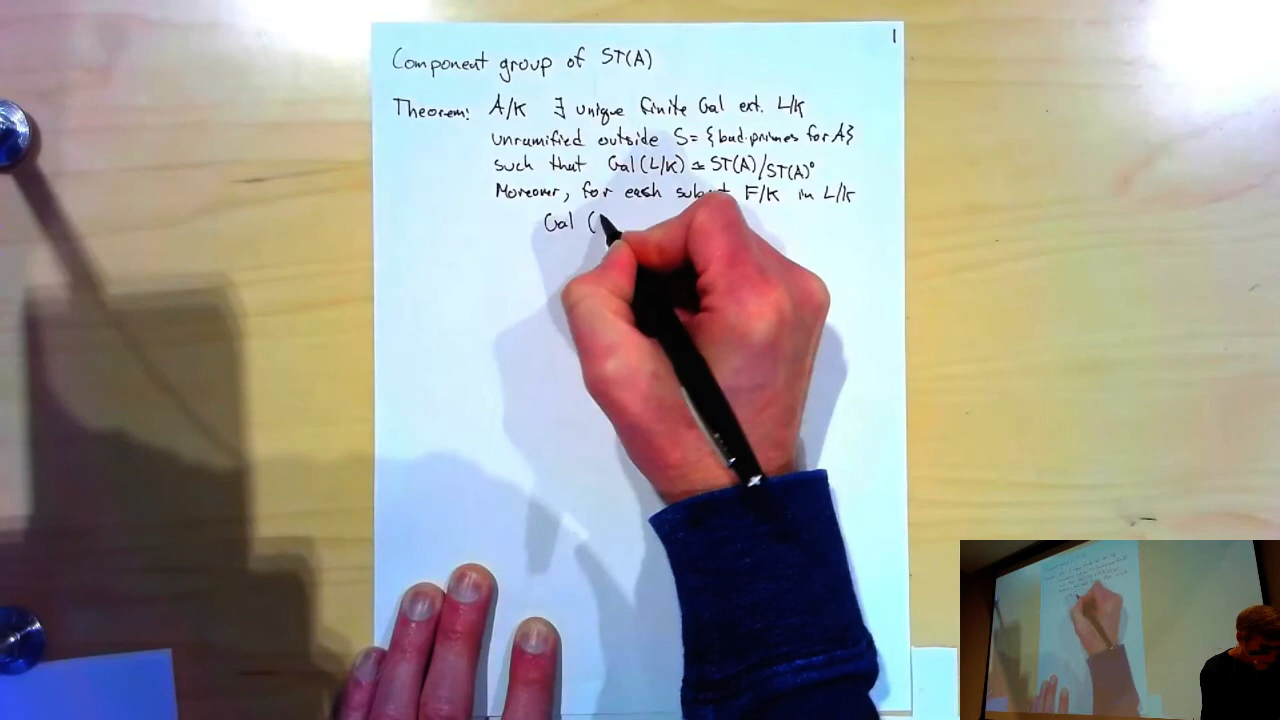 1
Component group of ST(A)
Theorem: A/K ∃ unique finite Gal ext. L/K
unramified outside S = {bad primes for A}
such that Gal(L/K) ≃ ST(A)/ST(A)⁰
Moreover, for each F/K in L/K
Gal (